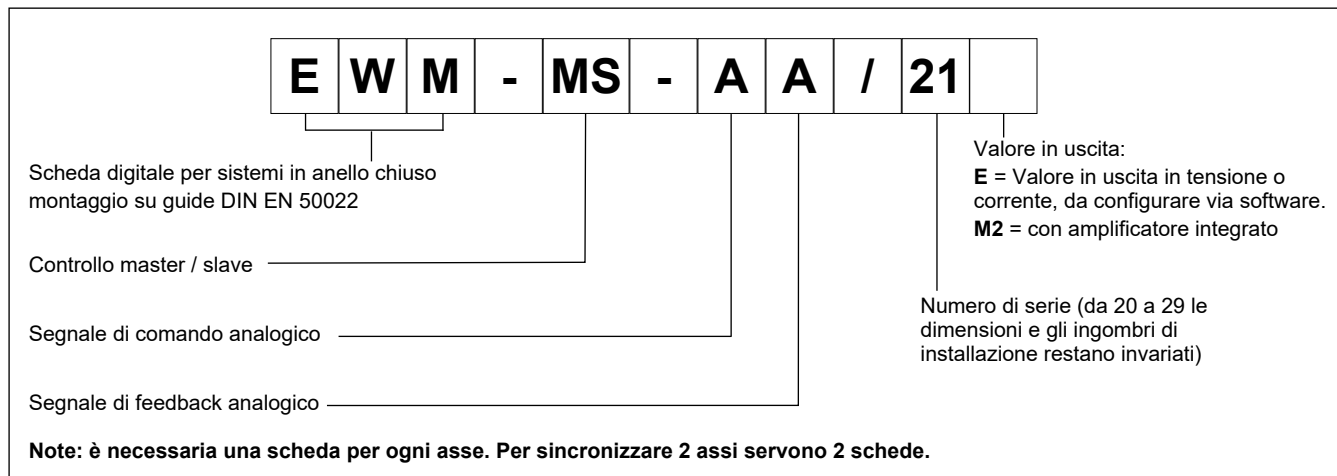 E W M - MS - A A / 21
Scheda digitale per sistemi in anello chiuso
montaggio su guide DIN EN 50022
Controllo master / slave
Segnale di comando analogico
Segnale di feedback analogico
Valore in uscita:
E = Valore in uscita in tensione o
corrente, da configurare via software.
M2 = con amplificatore integrato
Numero di serie (da 20 a 29 le
dimensioni e gli ingombri di
installazione restano invariati)
Note: è necessaria una scheda per ogni asse. Per sincronizzare 2 assi servono 2 schede.